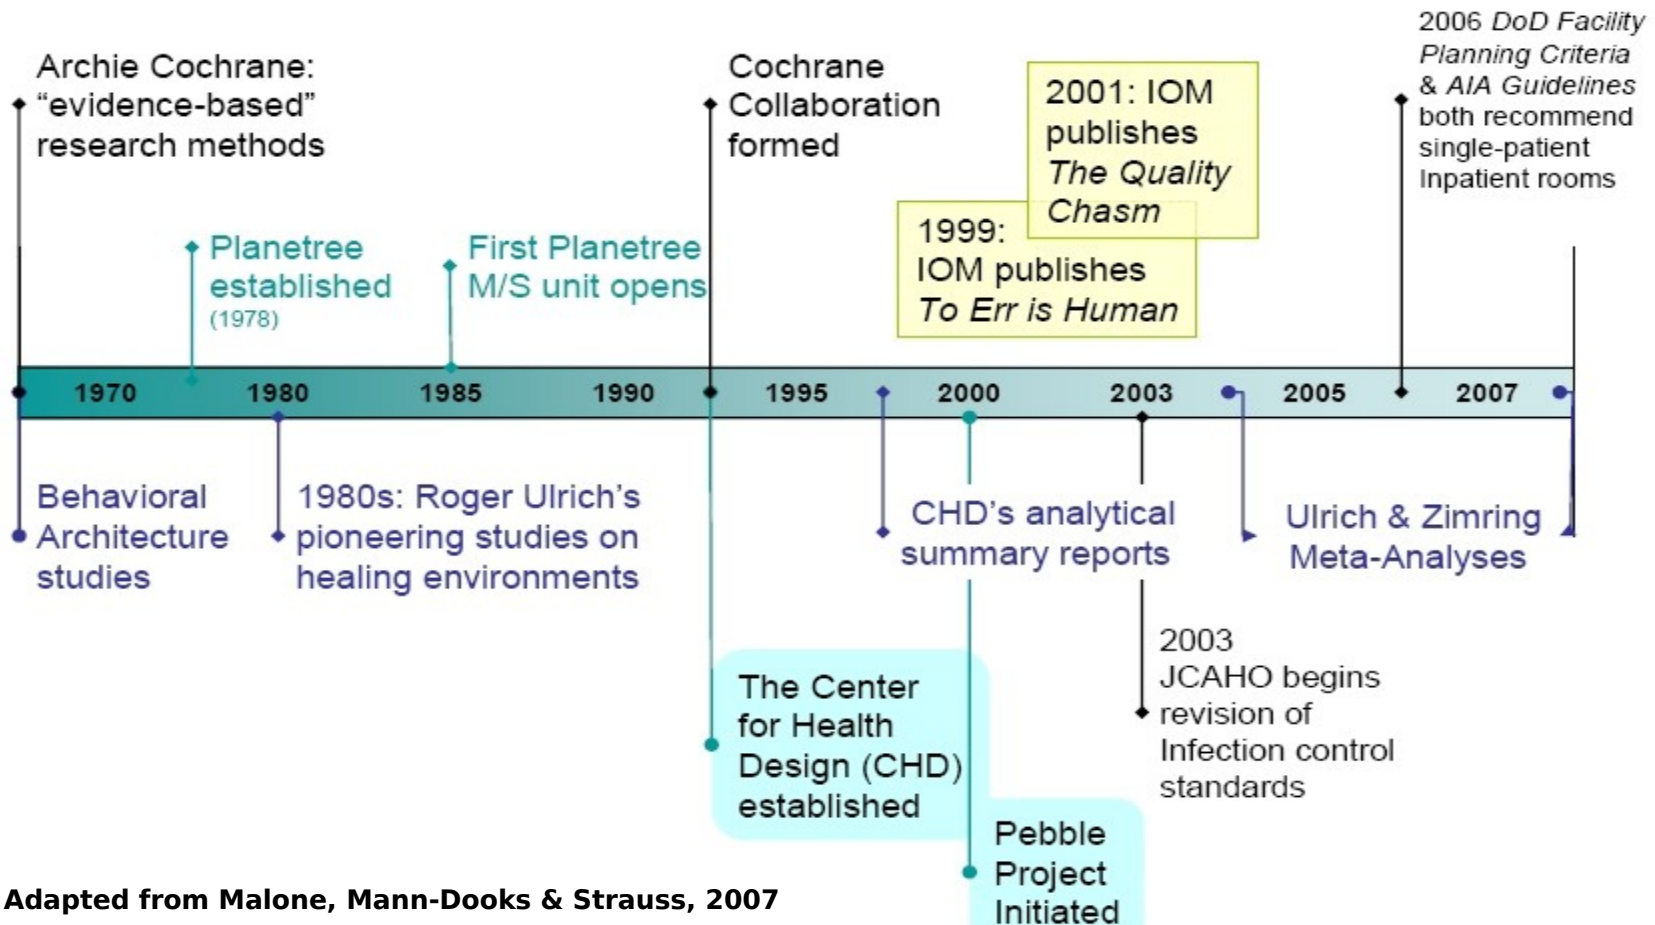 Archie Cochrane:
“evidence-based”
research methods
Cochrane
Collaboration
formed
2001: IOM
publishes
The Quality
Chasm
2006 DoD Facility
Planning Criteria
& AIA Guidelines
both recommend
single-patient
Inpatient rooms
Planetree
established
(1978)
First Planetree
M/S unit opens
1999:
IOM publishes
To Err is Human
1970 1980 1985 1990 1995 2000 2003 2005 2007
Behavioral
Architecture
studies
1980s: Roger Ulrich’s
pioneering studies on
healing environments
CHD’s analytical
summary reports
Ulrich & Zimring
Meta-Analyses
The Center
for Health
Design (CHD)
established
2003
JCAHO begins
revision of
Infection control
standards
Pebble
Project
Initiated
Adapted from Malone, Mann-Dooks & Strauss, 2007